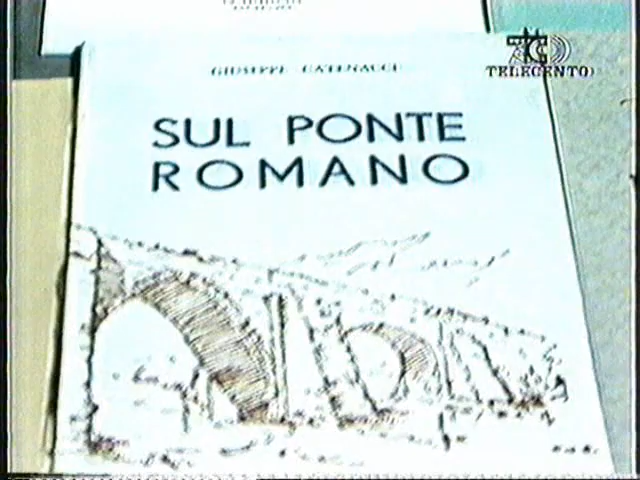 GIUSEPPE CATENACCI
SUL PONTE
ROMANO
TELECENTO